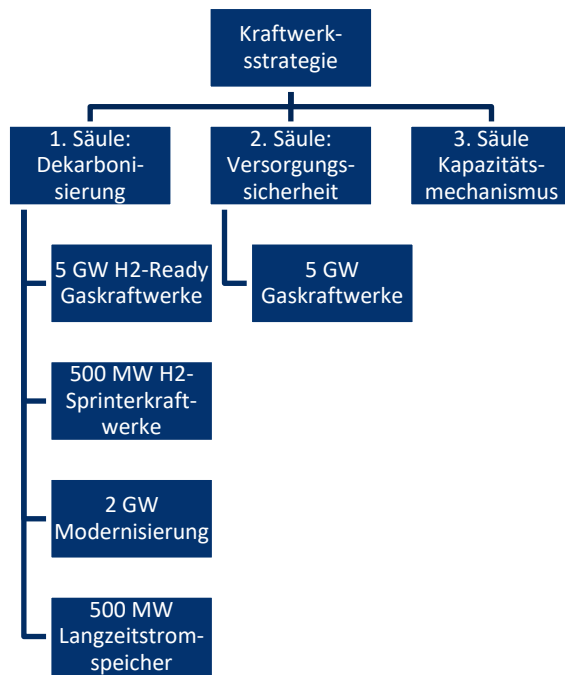 Kraftwerk-
sstrategie
1. Säule:
Dekarboni-
sierung
2. Säule:
Versorgungs-
sicherheit
3. Säule
Kapazitäts-
mechanismus
5 GW H2-Ready
Gaskraftwerke
5 GW
Gaskraftwerke
500 MW H2-
Sprinterkraft-
werke
2 GW
Modernisierung
500 MW
Langzeitstrom-
speicher